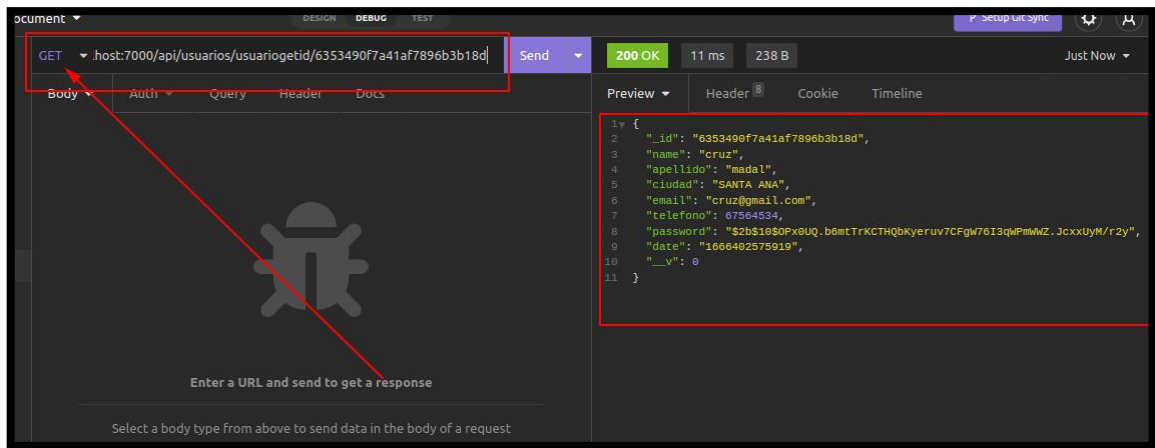 ocument
DESIGN DEBUG TEST
Setup Git Sync
GET .host:7000/api/usuarios/usuariogetid/6353490f7a41af7896b3b18d Send 200 OK 11 ms 238 B Just Now
Body Auth Query Header Docs Preview Header 8 Cookie Timeline
1 {
2 "_id": "6353490f7a41af7896b3b18d",
3 "name": "cruz",
4 "apellido": "madal",
5 "ciudad": "SANTA ANA",
6 "email": "cruz@gmail.com",
7 "telefono": 67564534,
8 "password": "$2b$10$OPx0UQ.b6mtTrKCTHQbKyeruv7CFgW76I3qWPmWWZ.JcxxUyM/r2y",
9 "date": "1666402575919",
10 "__v": 0
11 }
Enter a URL and send to get a response
Select a body type from above to send data in the body of a request